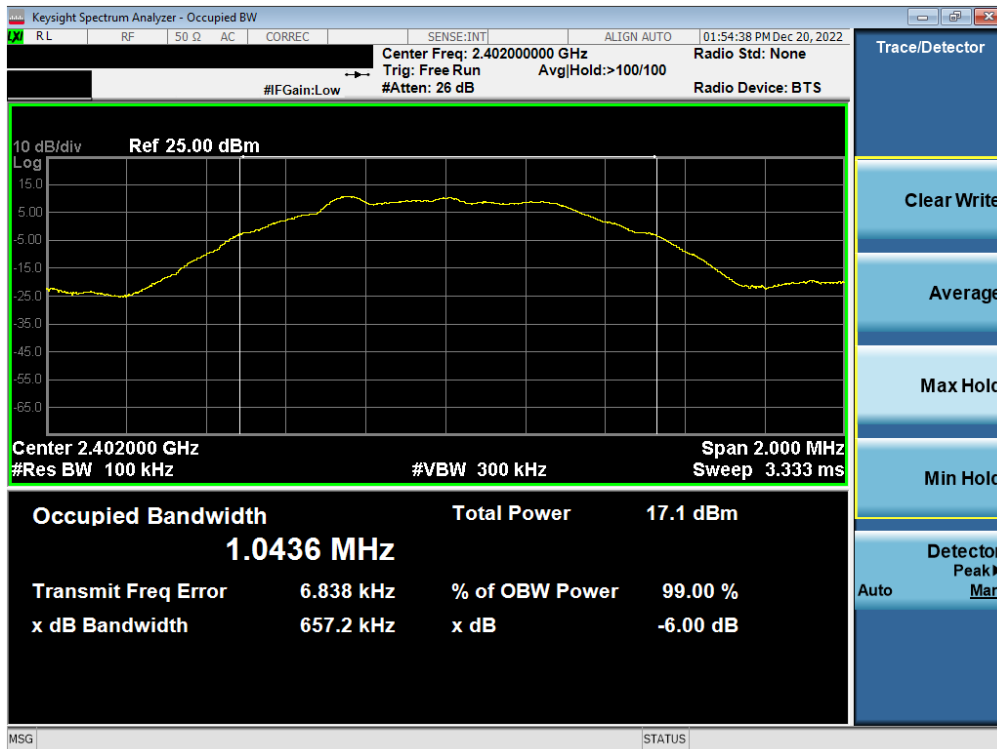 Keysight Spectrum Analyzer - Occupied BW
LXI RL RF 50 Ω AC CORREC SENSE:INT ALIGN AUTO 01:54:38 PM Dec 20, 2022
Center Freq: 2.402000000 GHz Radio Std: None
Trig: Free Run Avg|Hold:>100/100
#IFGain:Low #Atten: 26 dB Radio Device: BTS
Trace/Detector
10 dB/div Ref 25.00 dBm
Log
15.0
5.00
-5.00
-15.0
-25.0
-35.0
-45.0
-55.0
-65.0
Center 2.402000 GHz Span 2.000 MHz
#Res BW 100 kHz #VBW 300 kHz Sweep 3.333 ms
Clear Write
Average
Max Hold
Min Hold
Detector
Peak▶
Auto Man
Occupied Bandwidth Total Power 17.1 dBm
1.0436 MHz
Transmit Freq Error 6.838 kHz % of OBW Power 99.00 %
x dB Bandwidth 657.2 kHz x dB -6.00 dB
MSG STATUS